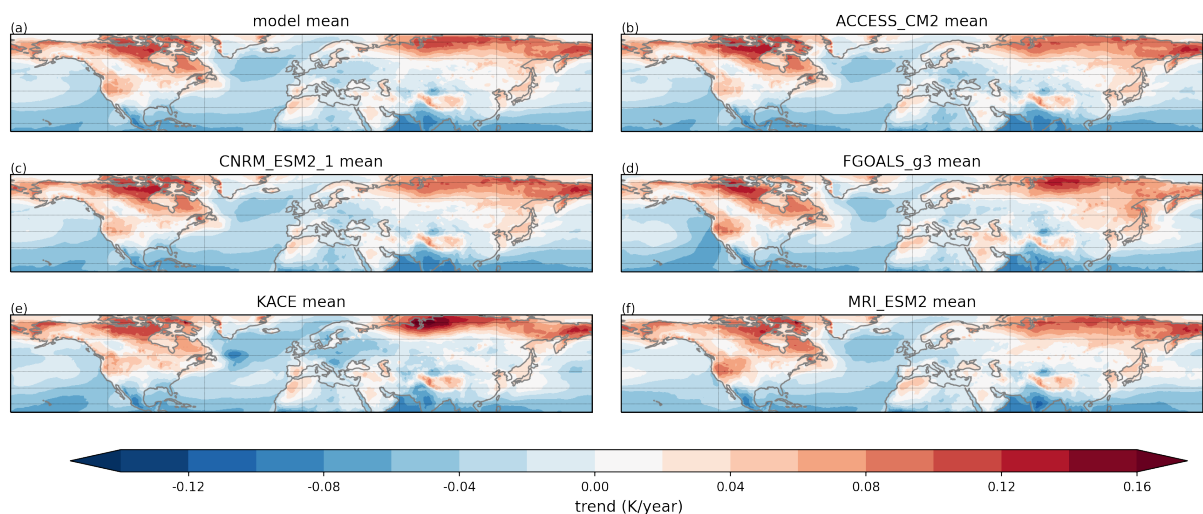 model mean
(a)
ACCESS_CM2 mean
(b)
CNRM_ESM2_1 mean
(c)
FGOALS_g3 mean
(d)
KACE mean
(e)
MRI_ESM2 mean
(f)
-0.12 -0.08 -0.04 0.00 0.04 0.08 0.12 0.16
trend (K/year)